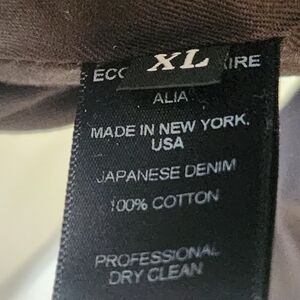 XL
ALIA
MADE IN NEW YORK,
USA
JAPANESE DENIM
100% COTTON
PROFESSIONAL
DRY CLEAN